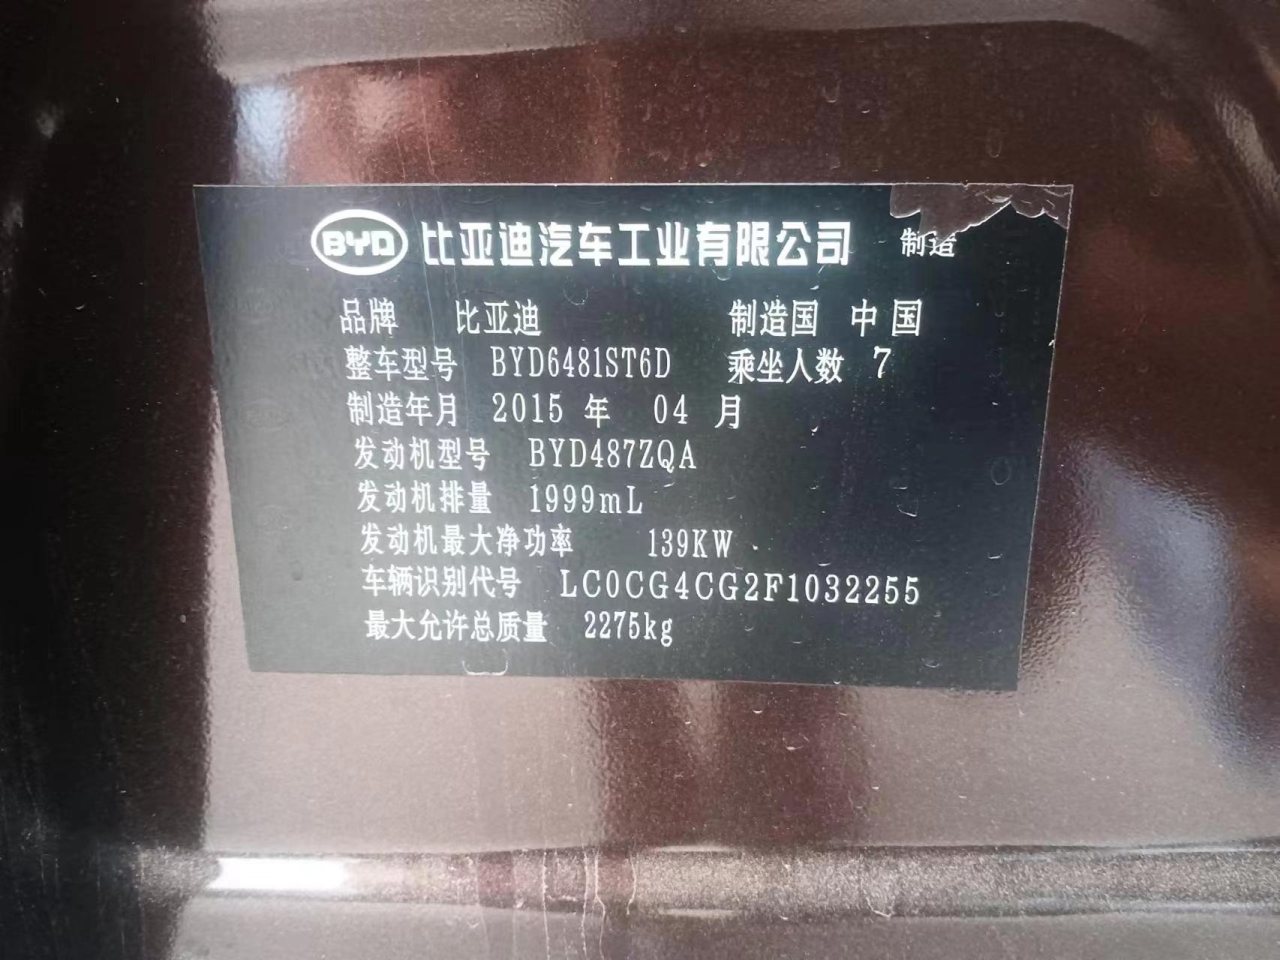 BYD 比亚迪汽车工业有限公司 制造
品牌 比亚迪 制造国 中国
整车型号 BYD6481ST6D 乘坐人数 7
制造年月 2015 年 04 月
发动机型号 BYD487ZQA
发动机排量 1999mL
发动机最大净功率 139KW
车辆识别代号 LC0CG4CG2F1032255
最大允许总质量 2275kg